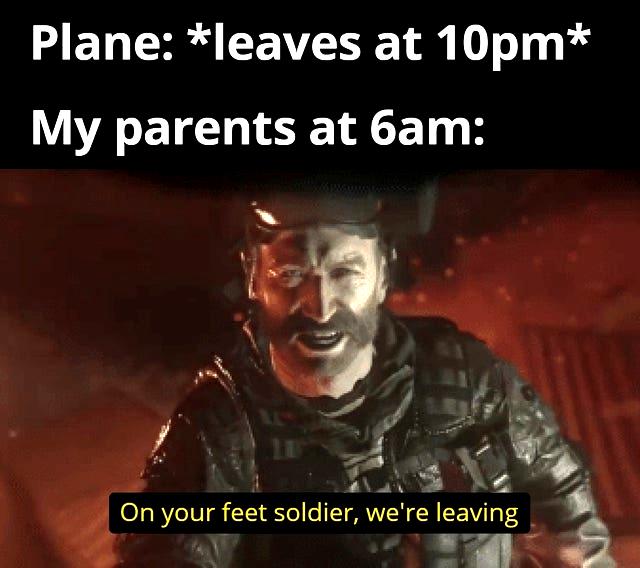 Plane: *leaves at 10pm*
My parents at 6am:
On your feet soldier, we're leaving